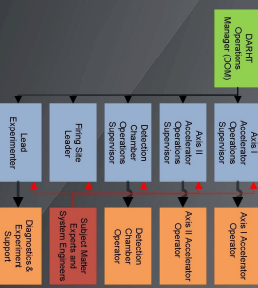 DARHT
Operations
Manager (DOM)
Axis I
Accelerator
Operations
Supervisor
Axis II
Accelerator
Operations
Supervisor
Detection
Chamber
Operations
Supervisor
Firing Site
Leader
Lead
Experimenter
Axis I Accelerator
Operator
Axis II Accelerator
Operator
Detection
Chamber
Operator
Subject Matter
Experts and
System Engineers
Diagnostics &
Experiment
Support